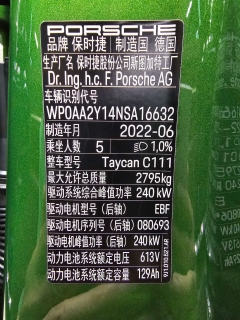 PORSCHE
品牌 保时捷 制造国 德国
生产厂名 保时捷股份公司斯图加特工厂
Dr. Ing. h.c. F. Porsche AG
车辆识别代号
WP0AA2Y14NSA16632
制造年月 2022-06
乘坐人数 5 1,0%
整车型号 Taycan C111
最大允许总质量 2795kg
驱动系统综合峰值功率 240 kW
驱动电机型号(后轴) EBF
驱动电机序列号(后轴) 080693
驱动电机峰值功率(后轴) 240 kW
动力电池系统额定电压 613V
动力电池系统额定容量 129Ah